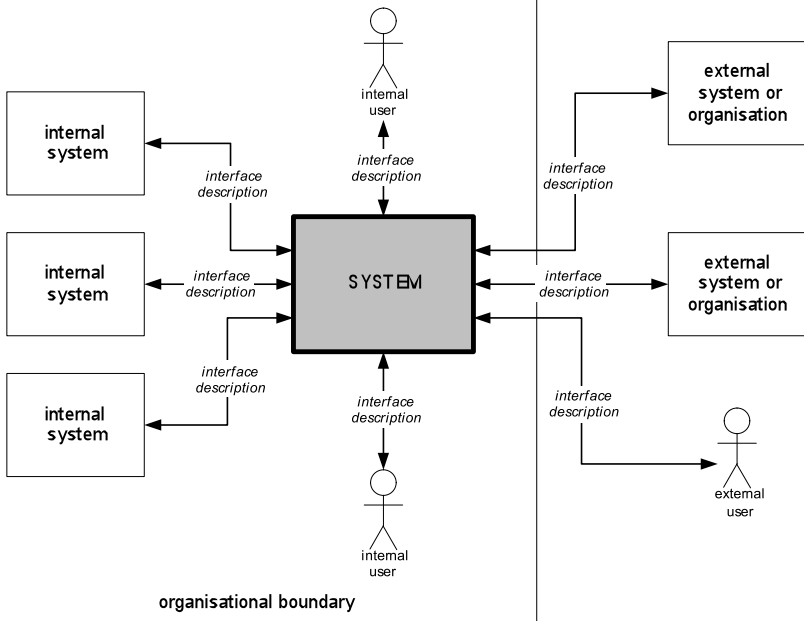 internal
user
external
system or
organisation
internal
system
interface
description
interface
description
interface
description
internal
system
interface
description
SYSTEM
interface
description
external
system or
organisation
interface
description
internal
system
interface
description
interface
description
external
user
internal
user
organisational boundary